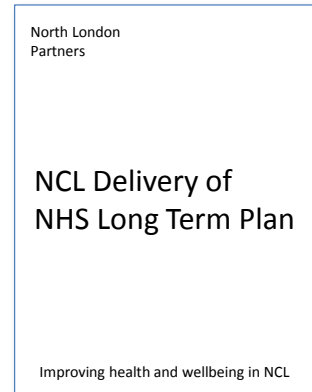 North London
Partners
NCL Delivery of
NHS Long Term Plan
Improving health and wellbeing in NCL